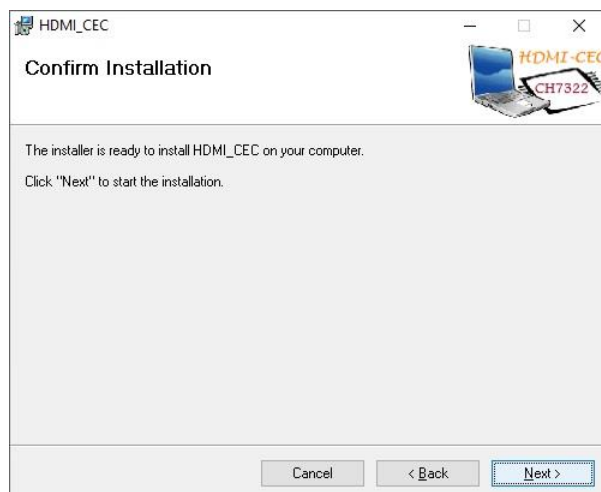 HDMI_CEC
Confirm Installation
HDMI-CEC
CH7322
The installer is ready to install HDMI_CEC on your computer.
Click "Next" to start the installation.
Cancel
< Back
Next >